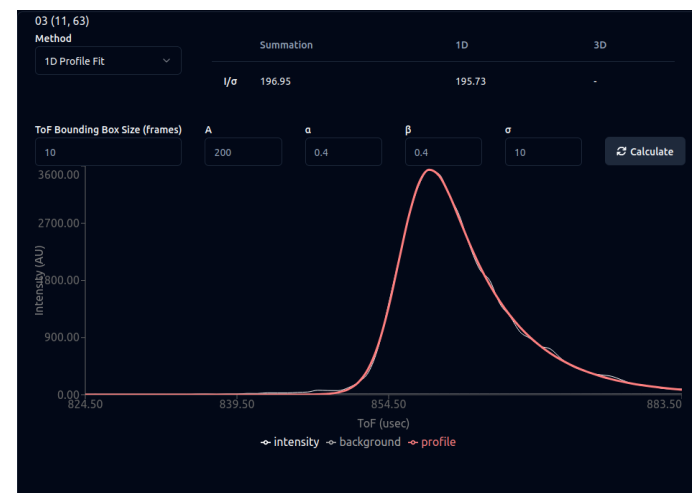 03 (11, 63)
Method
1D Profile Fit
Summation 1D 3D
I/σ 196.95 195.73 -
ToF Bounding Box Size (frames) A α β σ
10 200 0.4 0.4 10 Calculate
3600.00
2700.00
1800.00
900.00
0.00
Intensity (AU)
824.50 839.50 854.50 883.50
ToF (usec)
intensity background profile